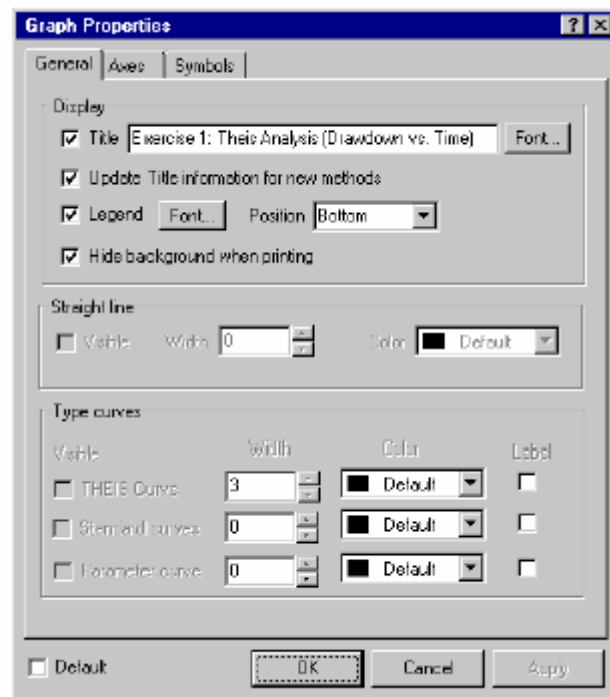 Graph Properties
General Axes Symbols
Display
Title Exercise 1: Theis Analysis (Drawdown vs. Time) Font...
Update Title information for new methods
Legend Font... Position Bottom
Hide background when printing
Straight line
Visible Width 0 Color Default
Type curves
Visible Width Color Label
THEIS Curve 3 Default
Standard curves 0 Default
Parameter curve 0 Default
Default OK Cancel Apply